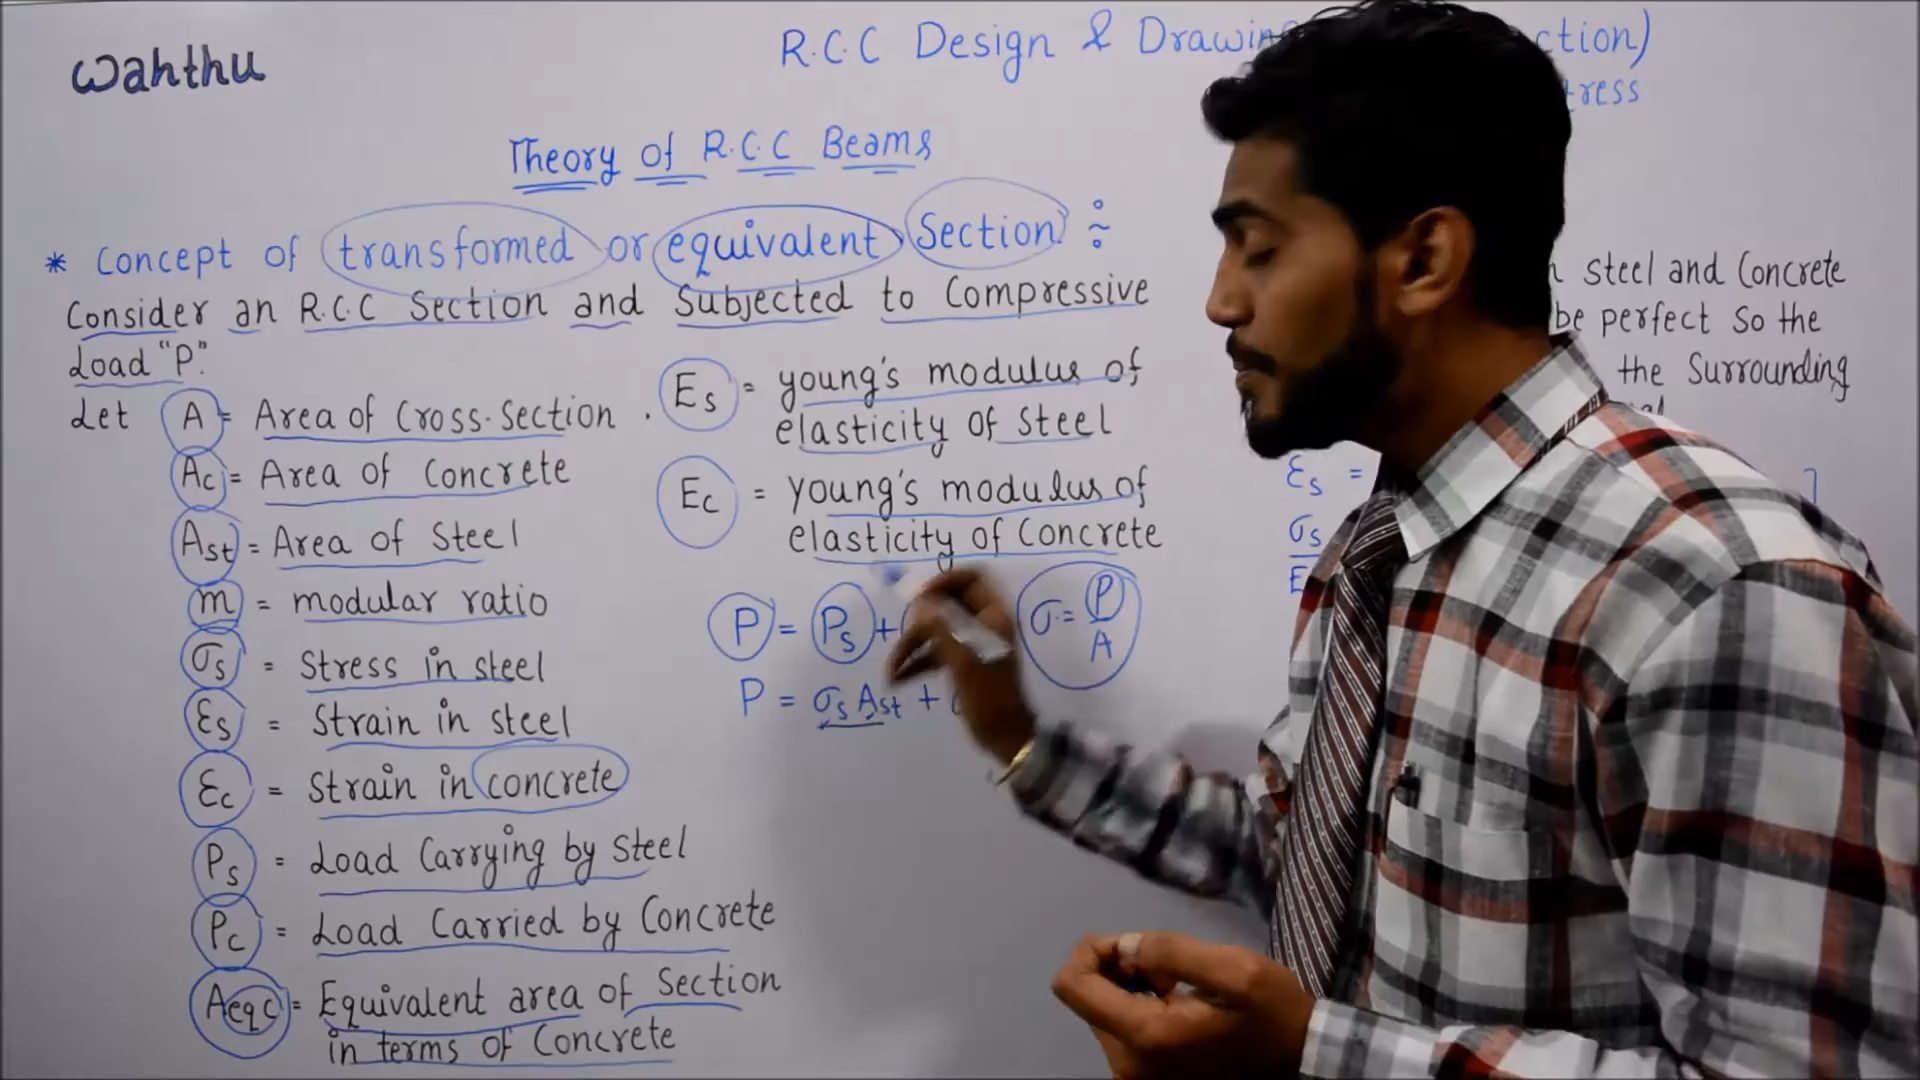 wahthu
R.C.C Design & Drawin
ction)
tress
Theory of R.C.C Beams
* Concept of transformed or equivalent Section :~
Consider an R.C.C Section and Subjected to Compressive
Load "P".
Let A = Area of Cross-Section.
Ac = Area of Concrete
Ast = Area of Steel
m = modular ratio
σs = Stress in steel
εs = Strain in steel
εc = Strain in concrete
Ps = Load Carrying by steel
Pc = Load Carried by Concrete
Aeqc = Equivalent area of Section
in terms of Concrete
Es = young's modulus of
elasticity of Steel
Ec = young's modulus of
elasticity of Concrete
P = Ps +
σ = P/A
P = σs Ast +
steel and Concrete
be perfect So the
the Surrounding
εs =
σs
E